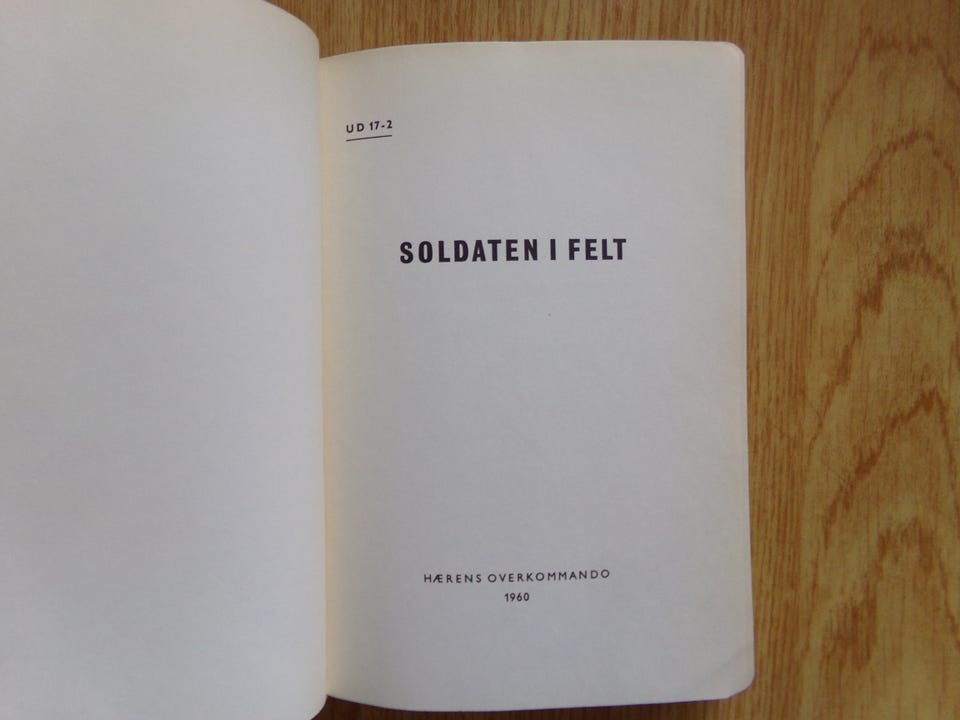 UD 17-2
SOLDATEN I FELT
HÆRENS OVERKOMMANDO
1960